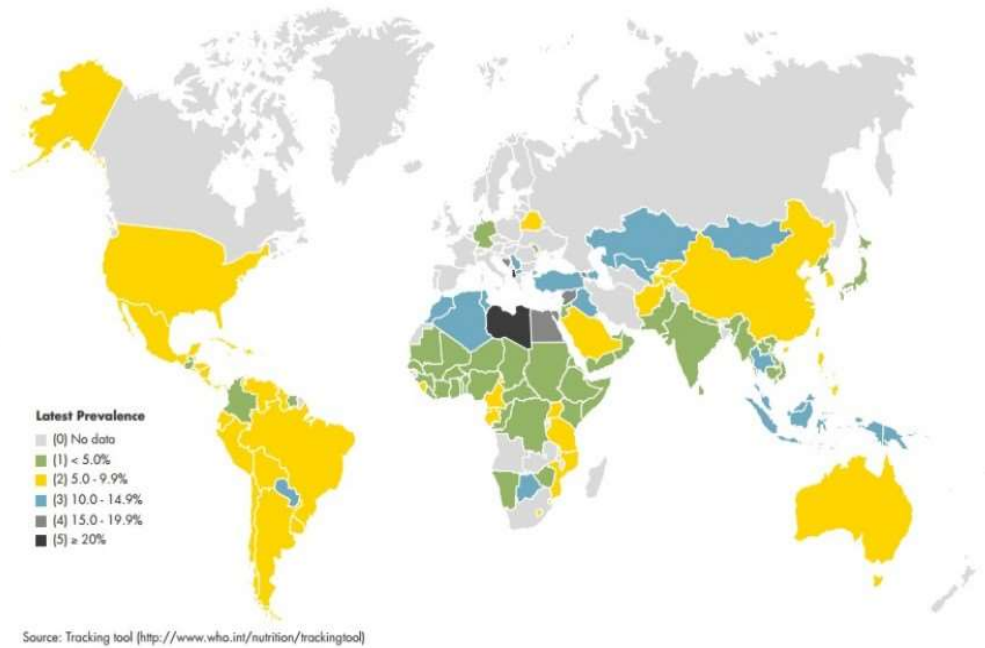 Latest Prevalence
(0) No data
(1) < 5.0%
(2) 5.0 - 9.9%
(3) 10.0 - 14.9%
(4) 15.0 - 19.9%
(5) ≥ 20%
Source: Tracking tool (http://www.who.int/nutrition/trackingtool)